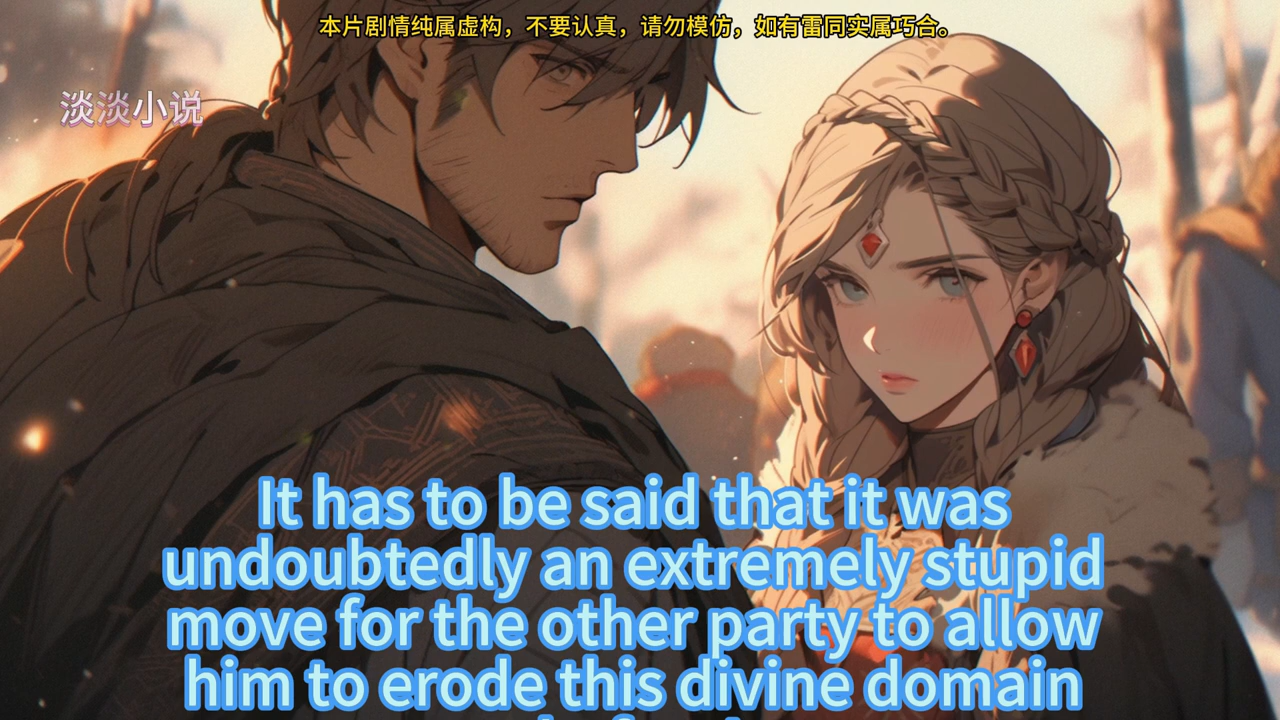 本片剧情纯属虚构，不要认真，请勿模仿，如有雷同实属巧合。
淡淡小说
It has to be said that it was
undoubtedly an extremely stupid
move for the other party to allow
him to erode this divine domain